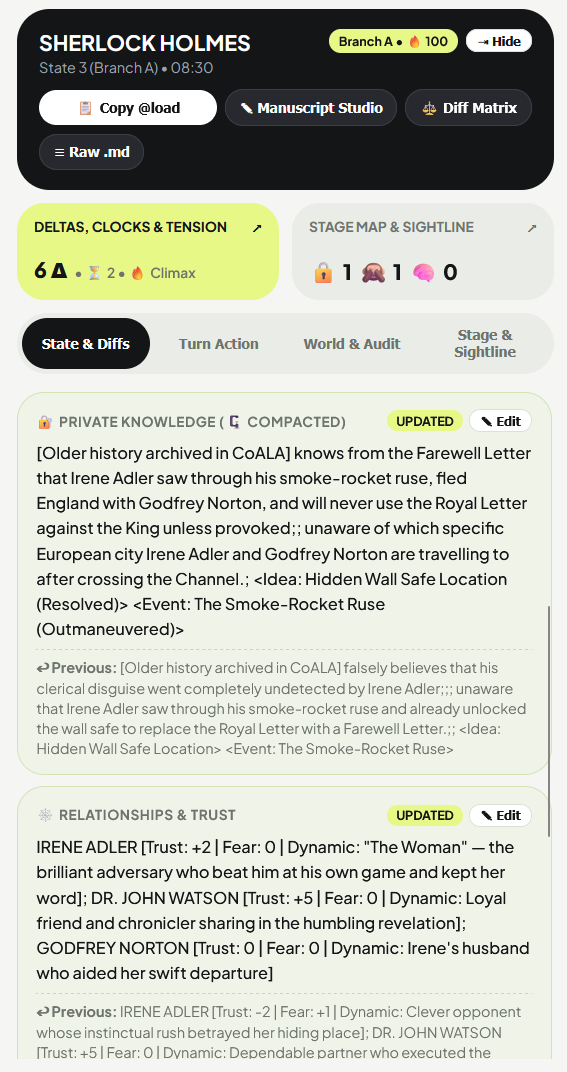 SHERLOCK HOLMES
Branch A • 🔥 100
⇥ Hide
State 3 (Branch A) • 08:30
📋 Copy @load
✎ Manuscript Studio
⚖ Diff Matrix
≡ Raw .md
DELTAS, CLOCKS & TENSION ↗
6 Δ • ⏳ 2 • 🔥 Climax
STAGE MAP & SIGHTLINE ↗
🔒 1 🙈 1 🧠 0
State & Diffs
Turn Action
World & Audit
Stage &
Sightline
🔐 PRIVATE KNOWLEDGE ( 🗜 COMPACTED)
UPDATED
✎ Edit
[Older history archived in CoALA] knows from the Farewell Letter
that Irene Adler saw through his smoke-rocket ruse, fled
England with Godfrey Norton, and will never use the Royal Letter
against the King unless provoked;; unaware of which specific
European city Irene Adler and Godfrey Norton are travelling to
after crossing the Channel.; <Idea: Hidden Wall Safe Location
(Resolved)> <Event: The Smoke-Rocket Ruse
(Outmaneuvered)>
↩ Previous: [Older history archived in CoALA] falsely believes that his
clerical disguise went completely undetected by Irene Adler;;; unaware
that Irene Adler saw through his smoke-rocket ruse and already unlocked
the wall safe to replace the Royal Letter with a Farewell Letter.;; <Idea:
Hidden Wall Safe Location> <Event: The Smoke-Rocket Ruse>
🕸 RELATIONSHIPS & TRUST
UPDATED
✎ Edit
IRENE ADLER [Trust: +2 | Fear: 0 | Dynamic: "The Woman" — the
brilliant adversary who beat him at his own game and kept her
word]; DR. JOHN WATSON [Trust: +5 | Fear: 0 | Dynamic: Loyal
friend and chronicler sharing in the humbling revelation];
GODFREY NORTON [Trust: 0 | Fear: 0 | Dynamic: Irene's husband
who aided her swift departure]
↩ Previous: IRENE ADLER [Trust: -2 | Fear: +1 | Dynamic: Clever opponent
whose instinctual rush betrayed her hiding place]; DR. JOHN WATSON
[Trust: +5 | Fear: 0 | Dynamic: Dependable partner who executed the